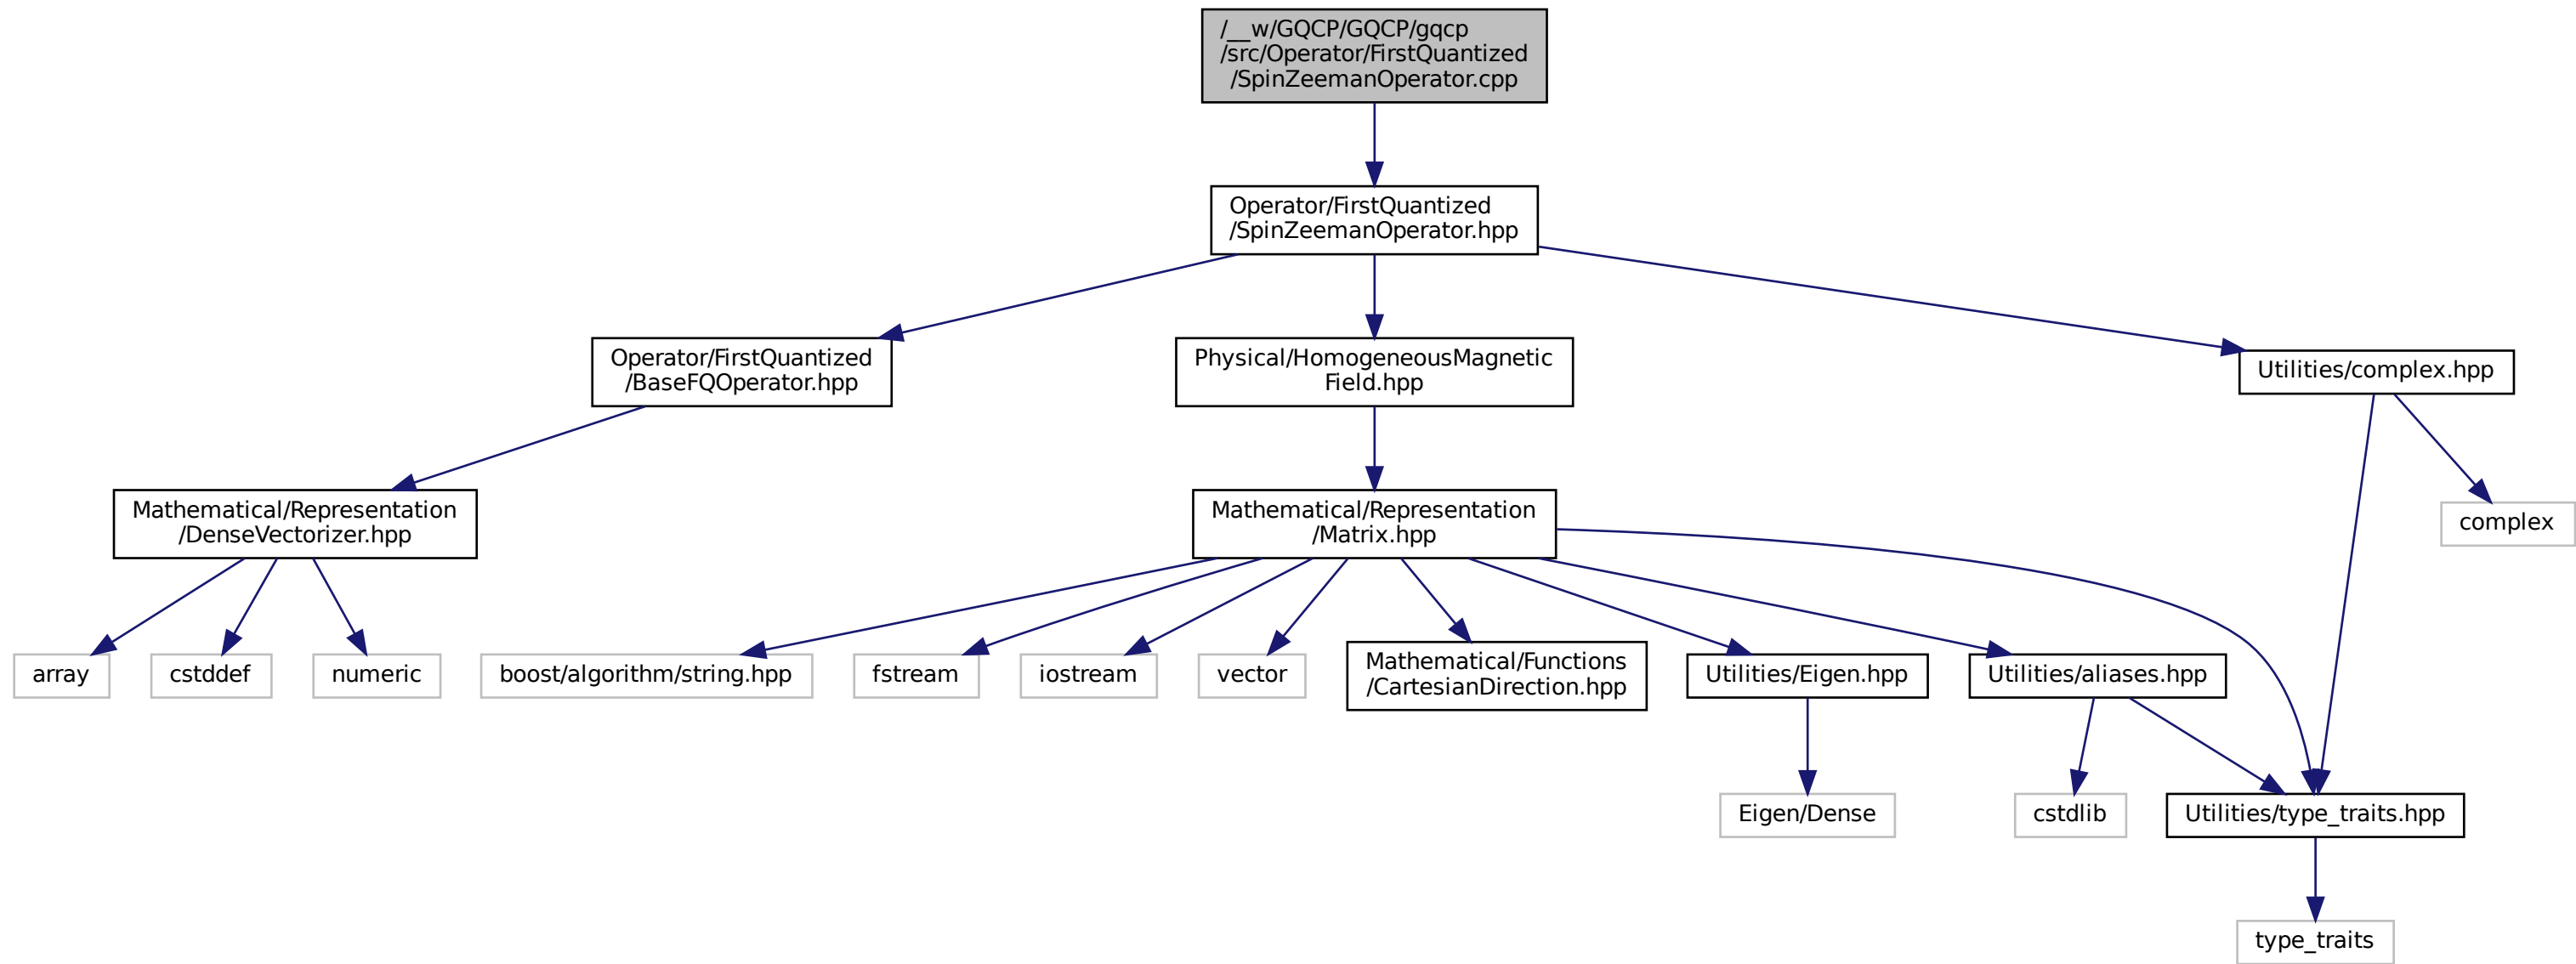 /__w/GQCP/GQCP/gqcp
/src/Operator/FirstQuantized
/SpinZeemanOperator.cpp
Operator/FirstQuantized
/SpinZeemanOperator.hpp
Operator/FirstQuantized
/BaseFQOperator.hpp
Physical/HomogeneousMagnetic
Field.hpp
Utilities/complex.hpp
Mathematical/Representation
/DenseVectorizer.hpp
Mathematical/Representation
/Matrix.hpp
complex
array
cstddef
numeric
boost/algorithm/string.hpp
fstream
iostream
vector
Mathematical/Functions
/CartesianDirection.hpp
Utilities/Eigen.hpp
Utilities/aliases.hpp
Eigen/Dense
cstdlib
Utilities/type_traits.hpp
type_traits